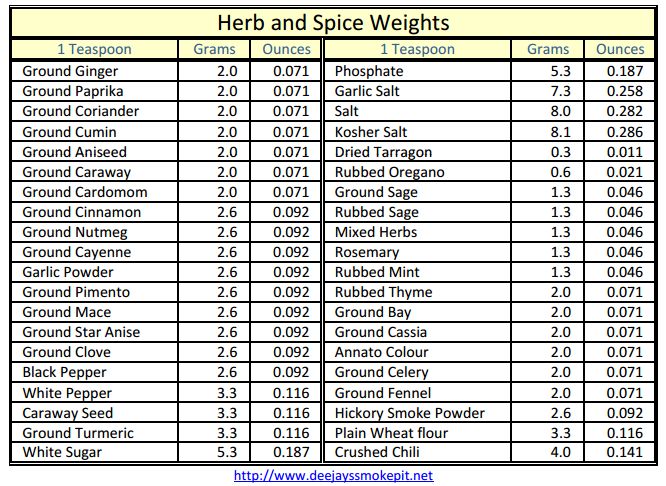 Herb and Spice Weights
1 Teaspoon Grams Ounces 1 Teaspoon Grams Ounces
Ground Ginger 2.0 0.071 Phosphate 5.3 0.187
Ground Paprika 2.0 0.071 Garlic Salt 7.3 0.258
Ground Coriander 2.0 0.071 Salt 8.0 0.282
Ground Cumin 2.0 0.071 Kosher Salt 8.1 0.286
Ground Aniseed 2.0 0.071 Dried Tarragon 0.3 0.011
Ground Caraway 2.0 0.071 Rubbed Oregano 0.6 0.021
Ground Cardomom 2.0 0.071 Ground Sage 1.3 0.046
Ground Cinnamon 2.6 0.092 Rubbed Sage 1.3 0.046
Ground Nutmeg 2.6 0.092 Mixed Herbs 1.3 0.046
Ground Cayenne 2.6 0.092 Rosemary 1.3 0.046
Garlic Powder 2.6 0.092 Rubbed Mint 1.3 0.046
Ground Pimento 2.6 0.092 Rubbed Thyme 2.0 0.071
Ground Mace 2.6 0.092 Ground Bay 2.0 0.071
Ground Star Anise 2.6 0.092 Ground Cassia 2.0 0.071
Ground Clove 2.6 0.092 Annato Colour 2.0 0.071
Black Pepper 2.6 0.092 Ground Celery 2.0 0.071
White Pepper 3.3 0.116 Ground Fennel 2.0 0.071
Caraway Seed 3.3 0.116 Hickory Smoke Powder 2.6 0.092
Ground Turmeric 3.3 0.116 Plain Wheat flour 3.3 0.116
White Sugar 5.3 0.187 Crushed Chili 4.0 0.141
http://www.deejayssmokepit.net